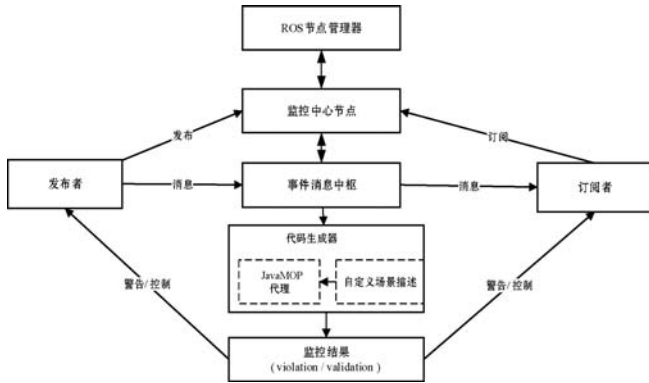 ROS节点管理器
监控中心节点
发布
订阅
发布者
消息
事件消息中枢
消息
订阅者
代码生成器
JavaMOP
代理
自定义场景描述
警告/控制
警告/控制
监控结果
(violation / validation)